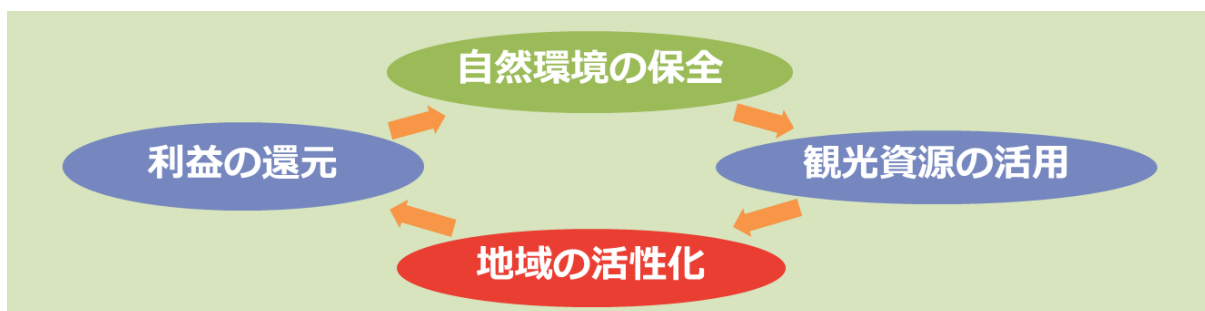 自然環境の保全
利益の還元
観光資源の活用
地域の活性化